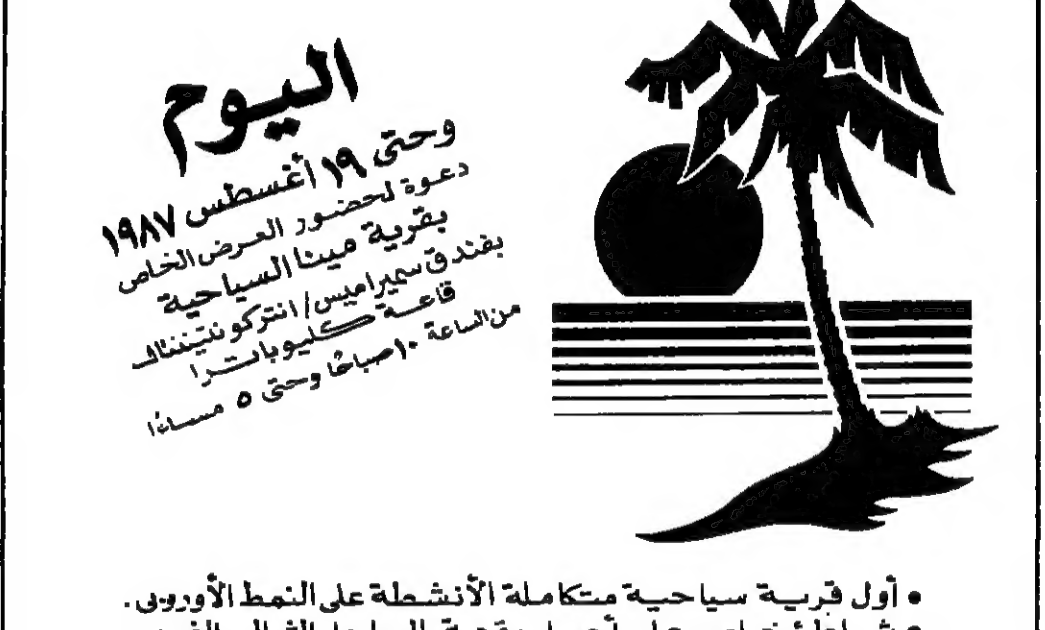 اليوم
وحتى ١٩ أغسطس ١٩٨٧
دعوة لحضور العرض الخاص
بقرية مينا السياحية
بفندق سميراميس / انتركونتيننتال
قاعة كليوباترا
من الساعة ١٠ صباحًا وحتى ٥ مساءًا
• أول قرية سياحية متكاملة الأنشطة على النمط الأوروبى.